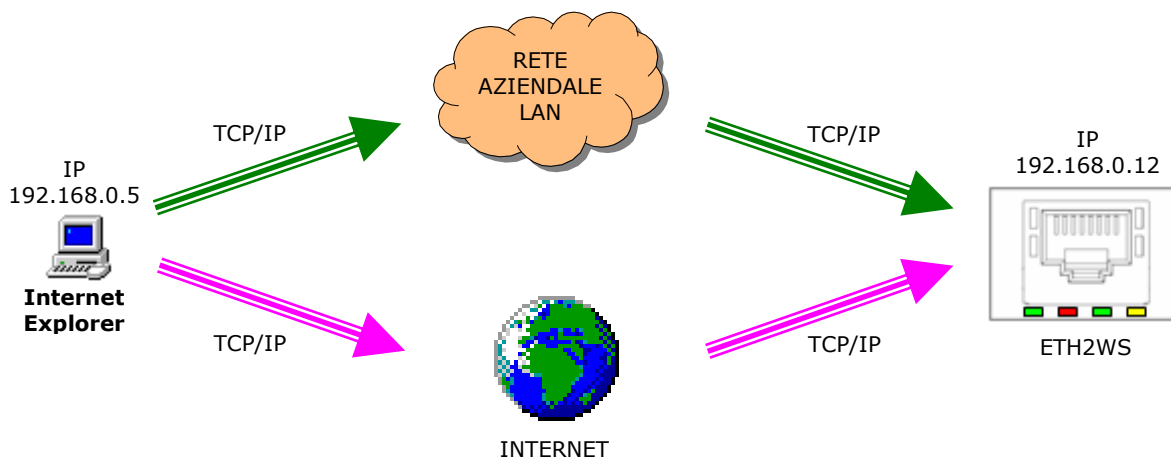 RETE
AZIENDALE
LAN
TCP/IP
TCP/IP
IP
192.168.0.5
IP
192.168.0.12
Internet
Explorer
TCP/IP
TCP/IP
ETH2WS
INTERNET